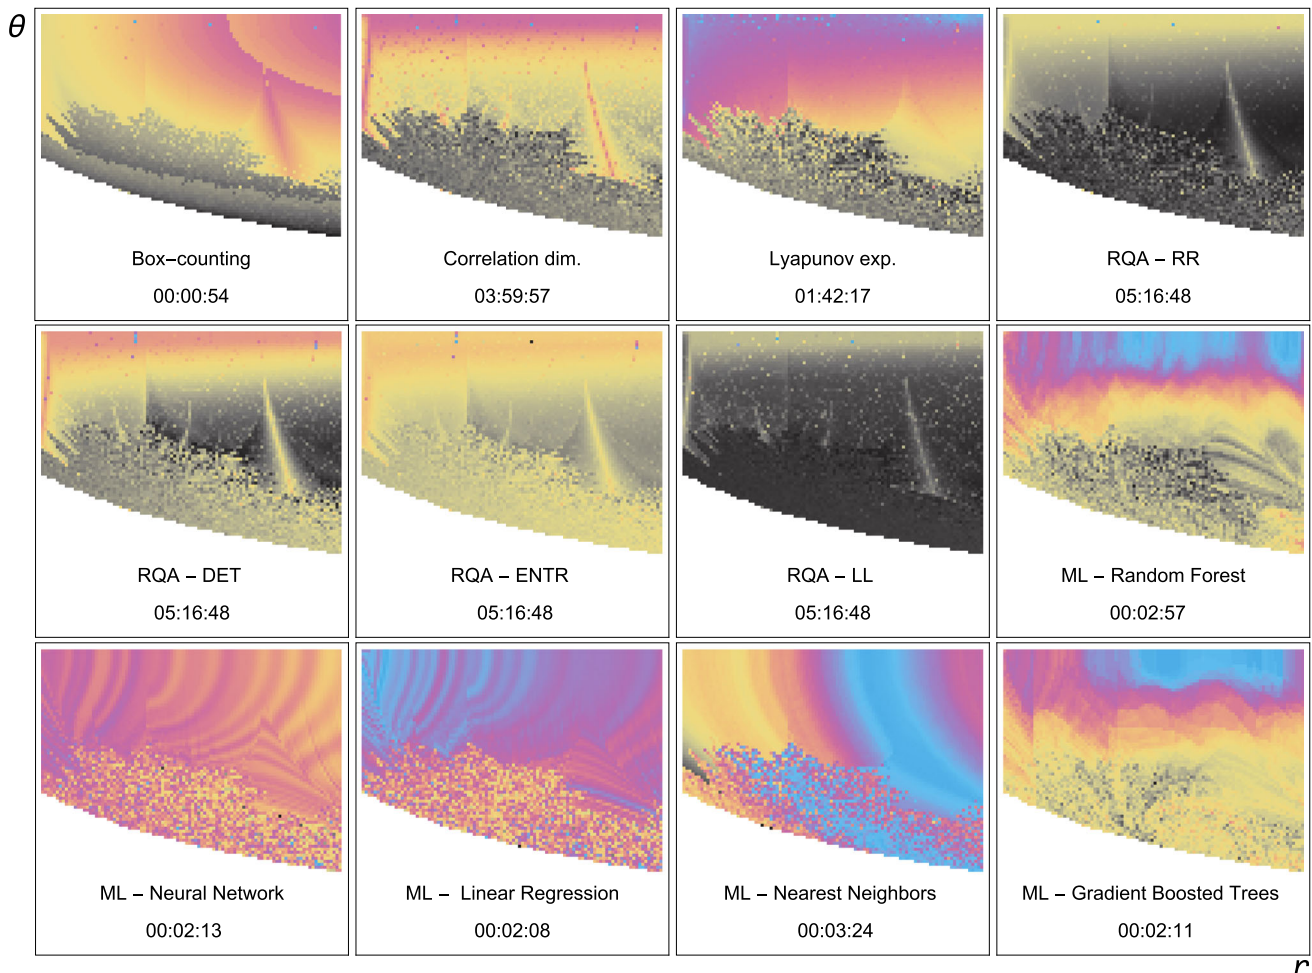 θ
Box–counting
00:00:54
Correlation dim.
03:59:57
Lyapunov exp.
01:42:17
RQA – RR
05:16:48
RQA – DET
05:16:48
RQA – ENTR
05:16:48
RQA – LL
05:16:48
ML – Random Forest
00:02:57
ML – Neural Network
00:02:13
ML – Linear Regression
00:02:08
ML – Nearest Neighbors
00:03:24
ML – Gradient Boosted Trees
00:02:11